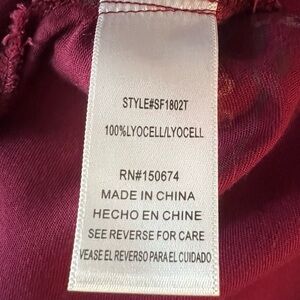 STYLE#SF1802T
100%LYOCELL/LYOCELL
RN#150674
MADE IN CHINA
HECHO EN CHINE
SEE REVERSE FOR CARE
VEASE EL REVERSO PARA EL CUIDADO